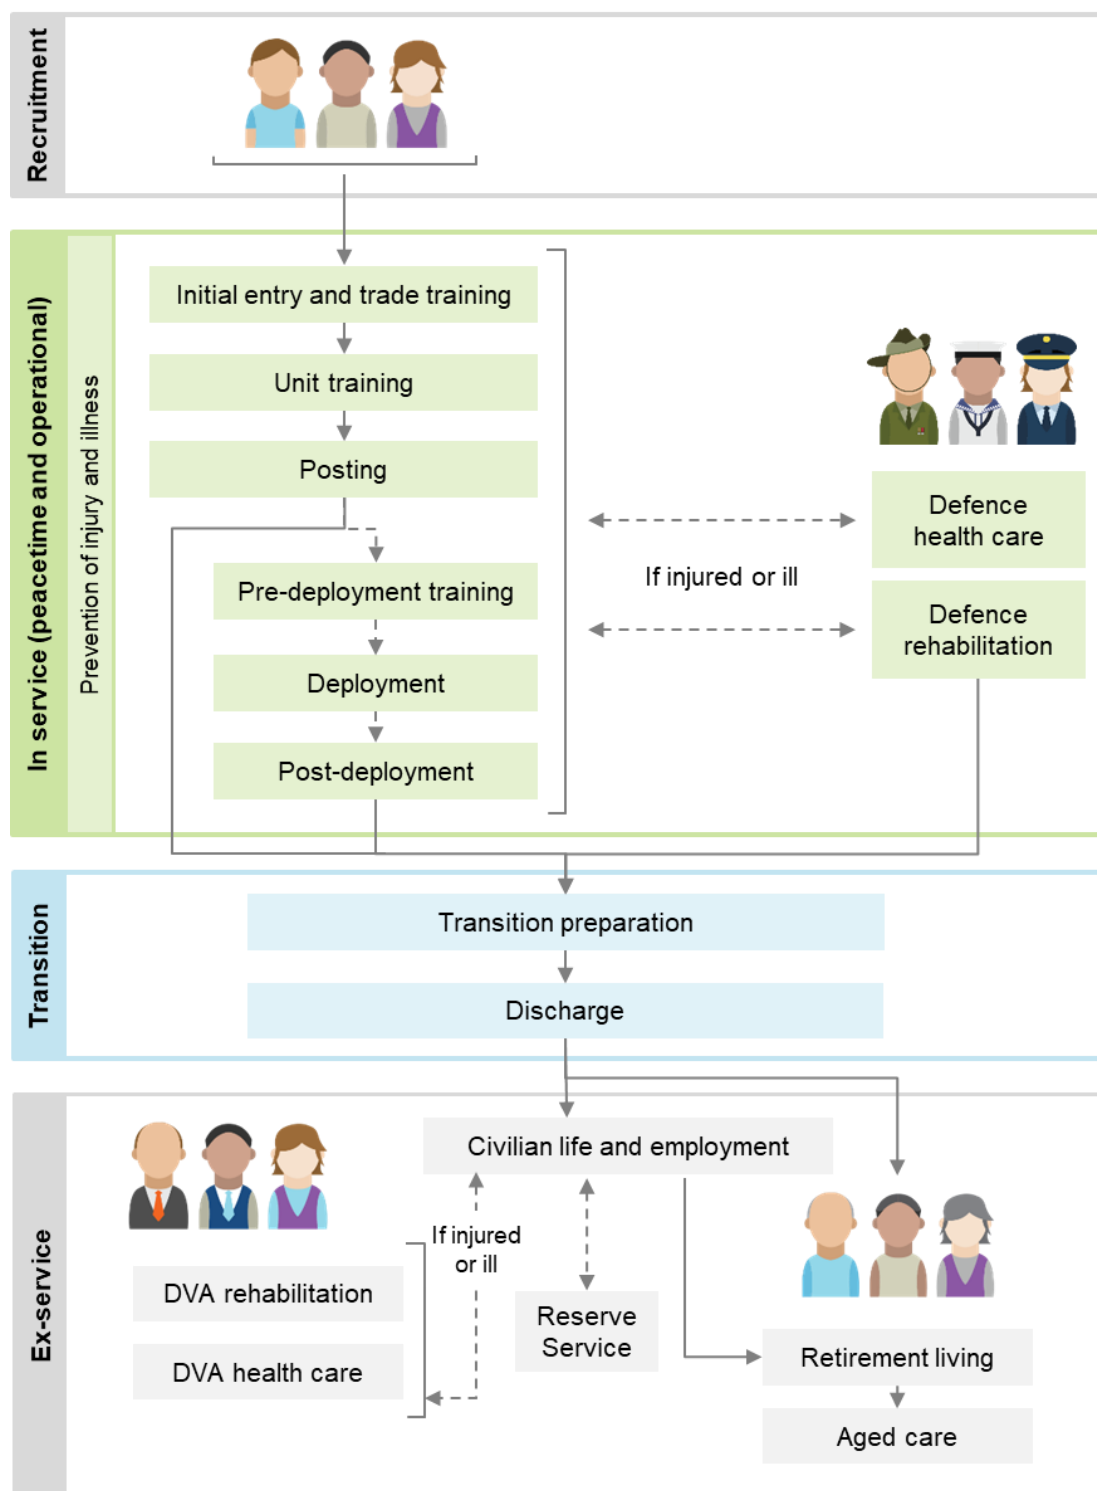 Recruitment
In service (peacetime and operational)
Prevention of injury and illness
Initial entry and trade training
Unit training
Posting
Pre-deployment training
Deployment
Post-deployment
If injured or ill
Defence
health care
Defence
rehabilitation
Transition
Transition preparation
Discharge
Ex-service
Civilian life and employment
If injured
or ill
DVA rehabilitation
DVA health care
Reserve
Service
Retirement living
Aged care